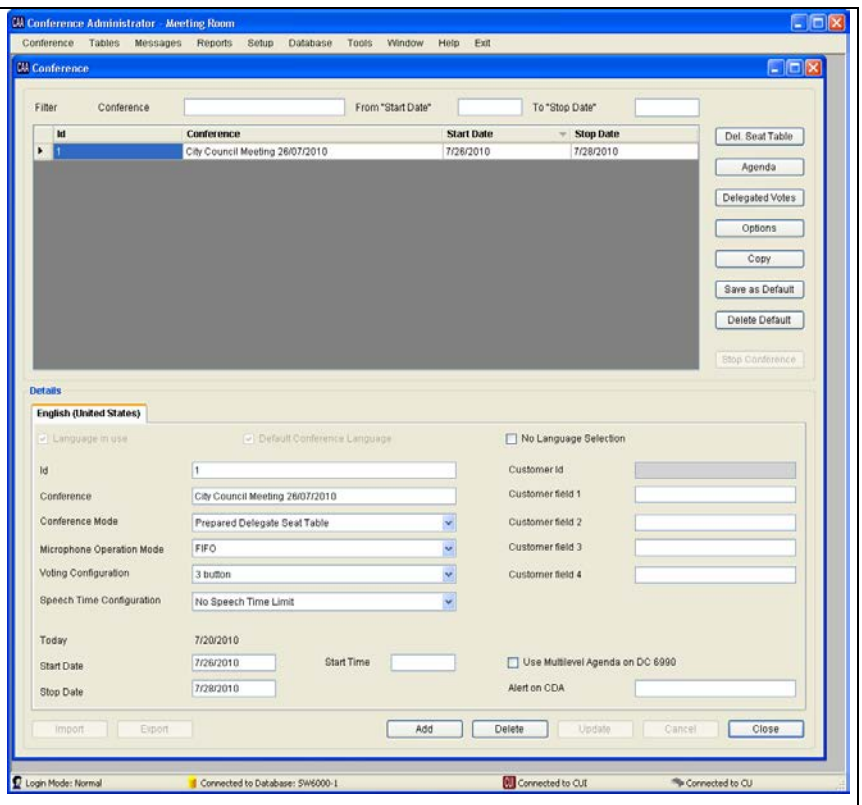 CAA Conference Administrator - Meeting Room
Conference Tables Messages Reports Setup Database Tools Window Help Exit
CAA Conference
Filter Conference From "Start Date" To "Stop Date"
Id Conference Start Date Stop Date
1 City Council Meeting 26/07/2010 7/26/2010 7/28/2010
Del. Seat Table
Agenda
Delegated Votes
Options
Copy
Save as Default
Delete Default
Stop Conference
Details
English (United States)
Language in use Default Conference Language No Language Selection
Id 1 Customer Id
Conference City Council Meeting 26/07/2010 Customer field 1
Conference Mode Prepared Delegate Seat Table Customer field 2
Microphone Operation Mode FIFO Customer field 3
Voting Configuration 3 button Customer field 4
Speech Time Configuration No Speech Time Limit
Today 7/20/2010
Start Date 7/26/2010 Start Time Use Multilevel Agenda on DC 6990
Stop Date 7/28/2010 Alert on CDA
Import Export Add Delete Update Cancel Close
Login Mode: Normal Connected to Database: SW6000-1 CUI Connected to CUI Connected to CU